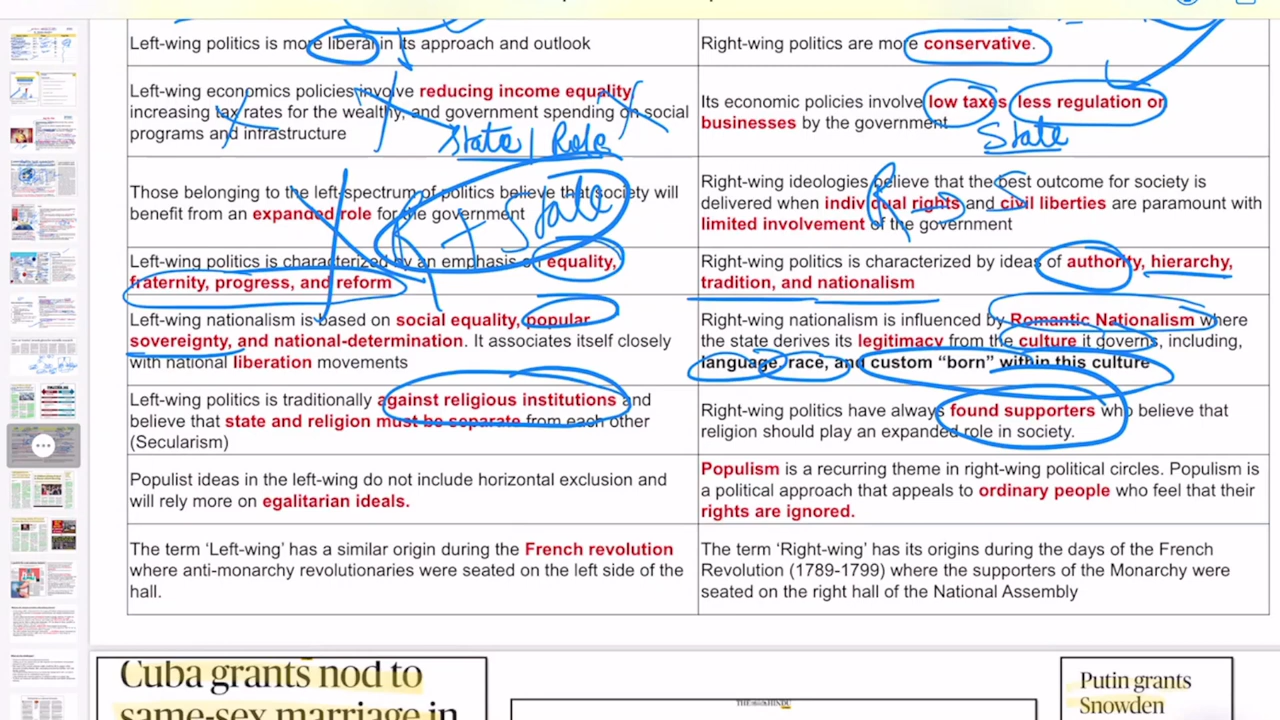 Left-wing politics is more liberal in its approach and outlook
Right-wing politics are more conservative.
Left-wing economics policies involve reducing income equality,
increasing tax rates for the wealthy, and government spending on social
programs and infrastructure
State / Role
Its economic policies involve low taxes less regulation on
businesses by the government.
State
Those belonging to the left-spectrum of politics believe that society will
benefit from an expanded role for the government
R + State
Right-wing ideologies believe that the best outcome for society is
delivered when individual rights and civil liberties are paramount with
limited involvement of the government
R S
Left-wing politics is characterized by an emphasis on equality,
fraternity, progress, and reform
Right-wing politics is characterized by ideas of authority, hierarchy,
tradition, and nationalism
Left-wing nationalism is based on social equality, popular
sovereignty, and national-determination. It associates itself closely
with national liberation movements
Right-wing nationalism is influenced by Romantic Nationalism where
the state derives its legitimacy from the culture it governs, including,
language, race, and custom "born" within this culture
Left-wing politics is traditionally against religious institutions and
believe that state and religion must be separate from each other
(Secularism)
Right-wing politics have always found supporters who believe that
religion should play an expanded role in society.
Populist ideas in the left-wing do not include horizontal exclusion and
will rely more on egalitarian ideals.
Populism is a recurring theme in right-wing political circles. Populism is
a political approach that appeals to ordinary people who feel that their
rights are ignored.
The term 'Left-wing' has a similar origin during the French revolution
where anti-monarchy revolutionaries were seated on the left side of the
hall.
The term 'Right-wing' has its origins during the days of the French
Revolution (1789-1799) where the supporters of the Monarchy were
seated on the right hall of the National Assembly
Cuba grants nod to
same-sex marriage in
THE HINDU
Putin grants
Snowden